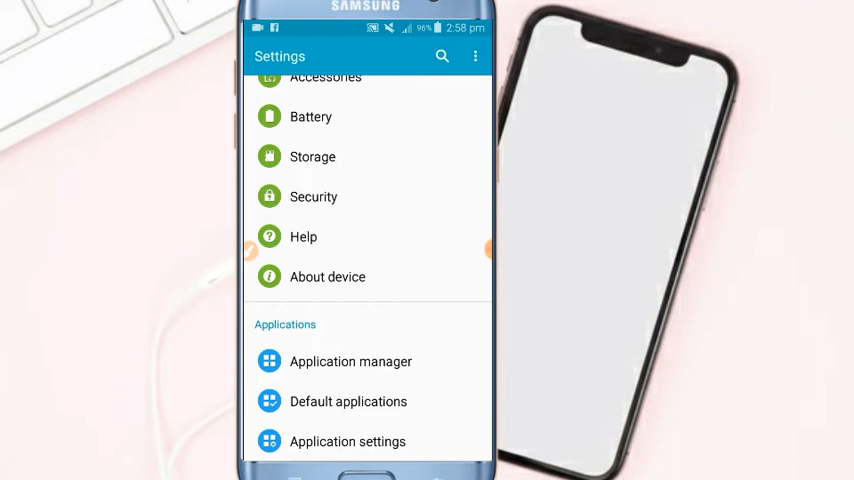 SAMSUNG
96% 2:58 pm
Settings
Accessories
Battery
Storage
Security
Help
About device
Applications
Application manager
Default applications
Application settings